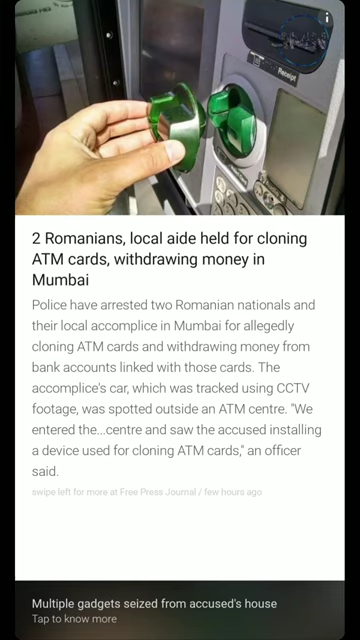 Receipt
2 Romanians, local aide held for cloning
ATM cards, withdrawing money in
Mumbai
Police have arrested two Romanian nationals and
their local accomplice in Mumbai for allegedly
cloning ATM cards and withdrawing money from
bank accounts linked with those cards. The
accomplice's car, which was tracked using CCTV
footage, was spotted outside an ATM centre. "We
entered the...centre and saw the accused installing
a device used for cloning ATM cards," an officer
said.
swipe left for more at Free Press Journal / few hours ago
Multiple gadgets seized from accused's house
Tap to know more